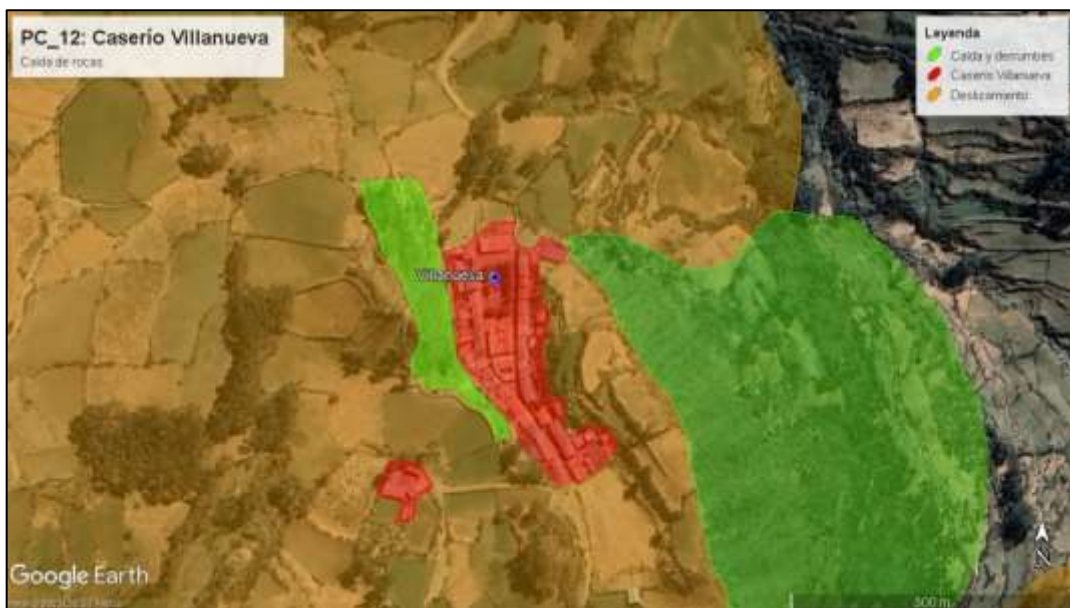 PC_12: Caserío Villanueva
Caída de rocas
Leyenda
Caída y derrumbes
Caserío Villanueva
Deslizamiento
Villanueva
Google Earth
500 m
N